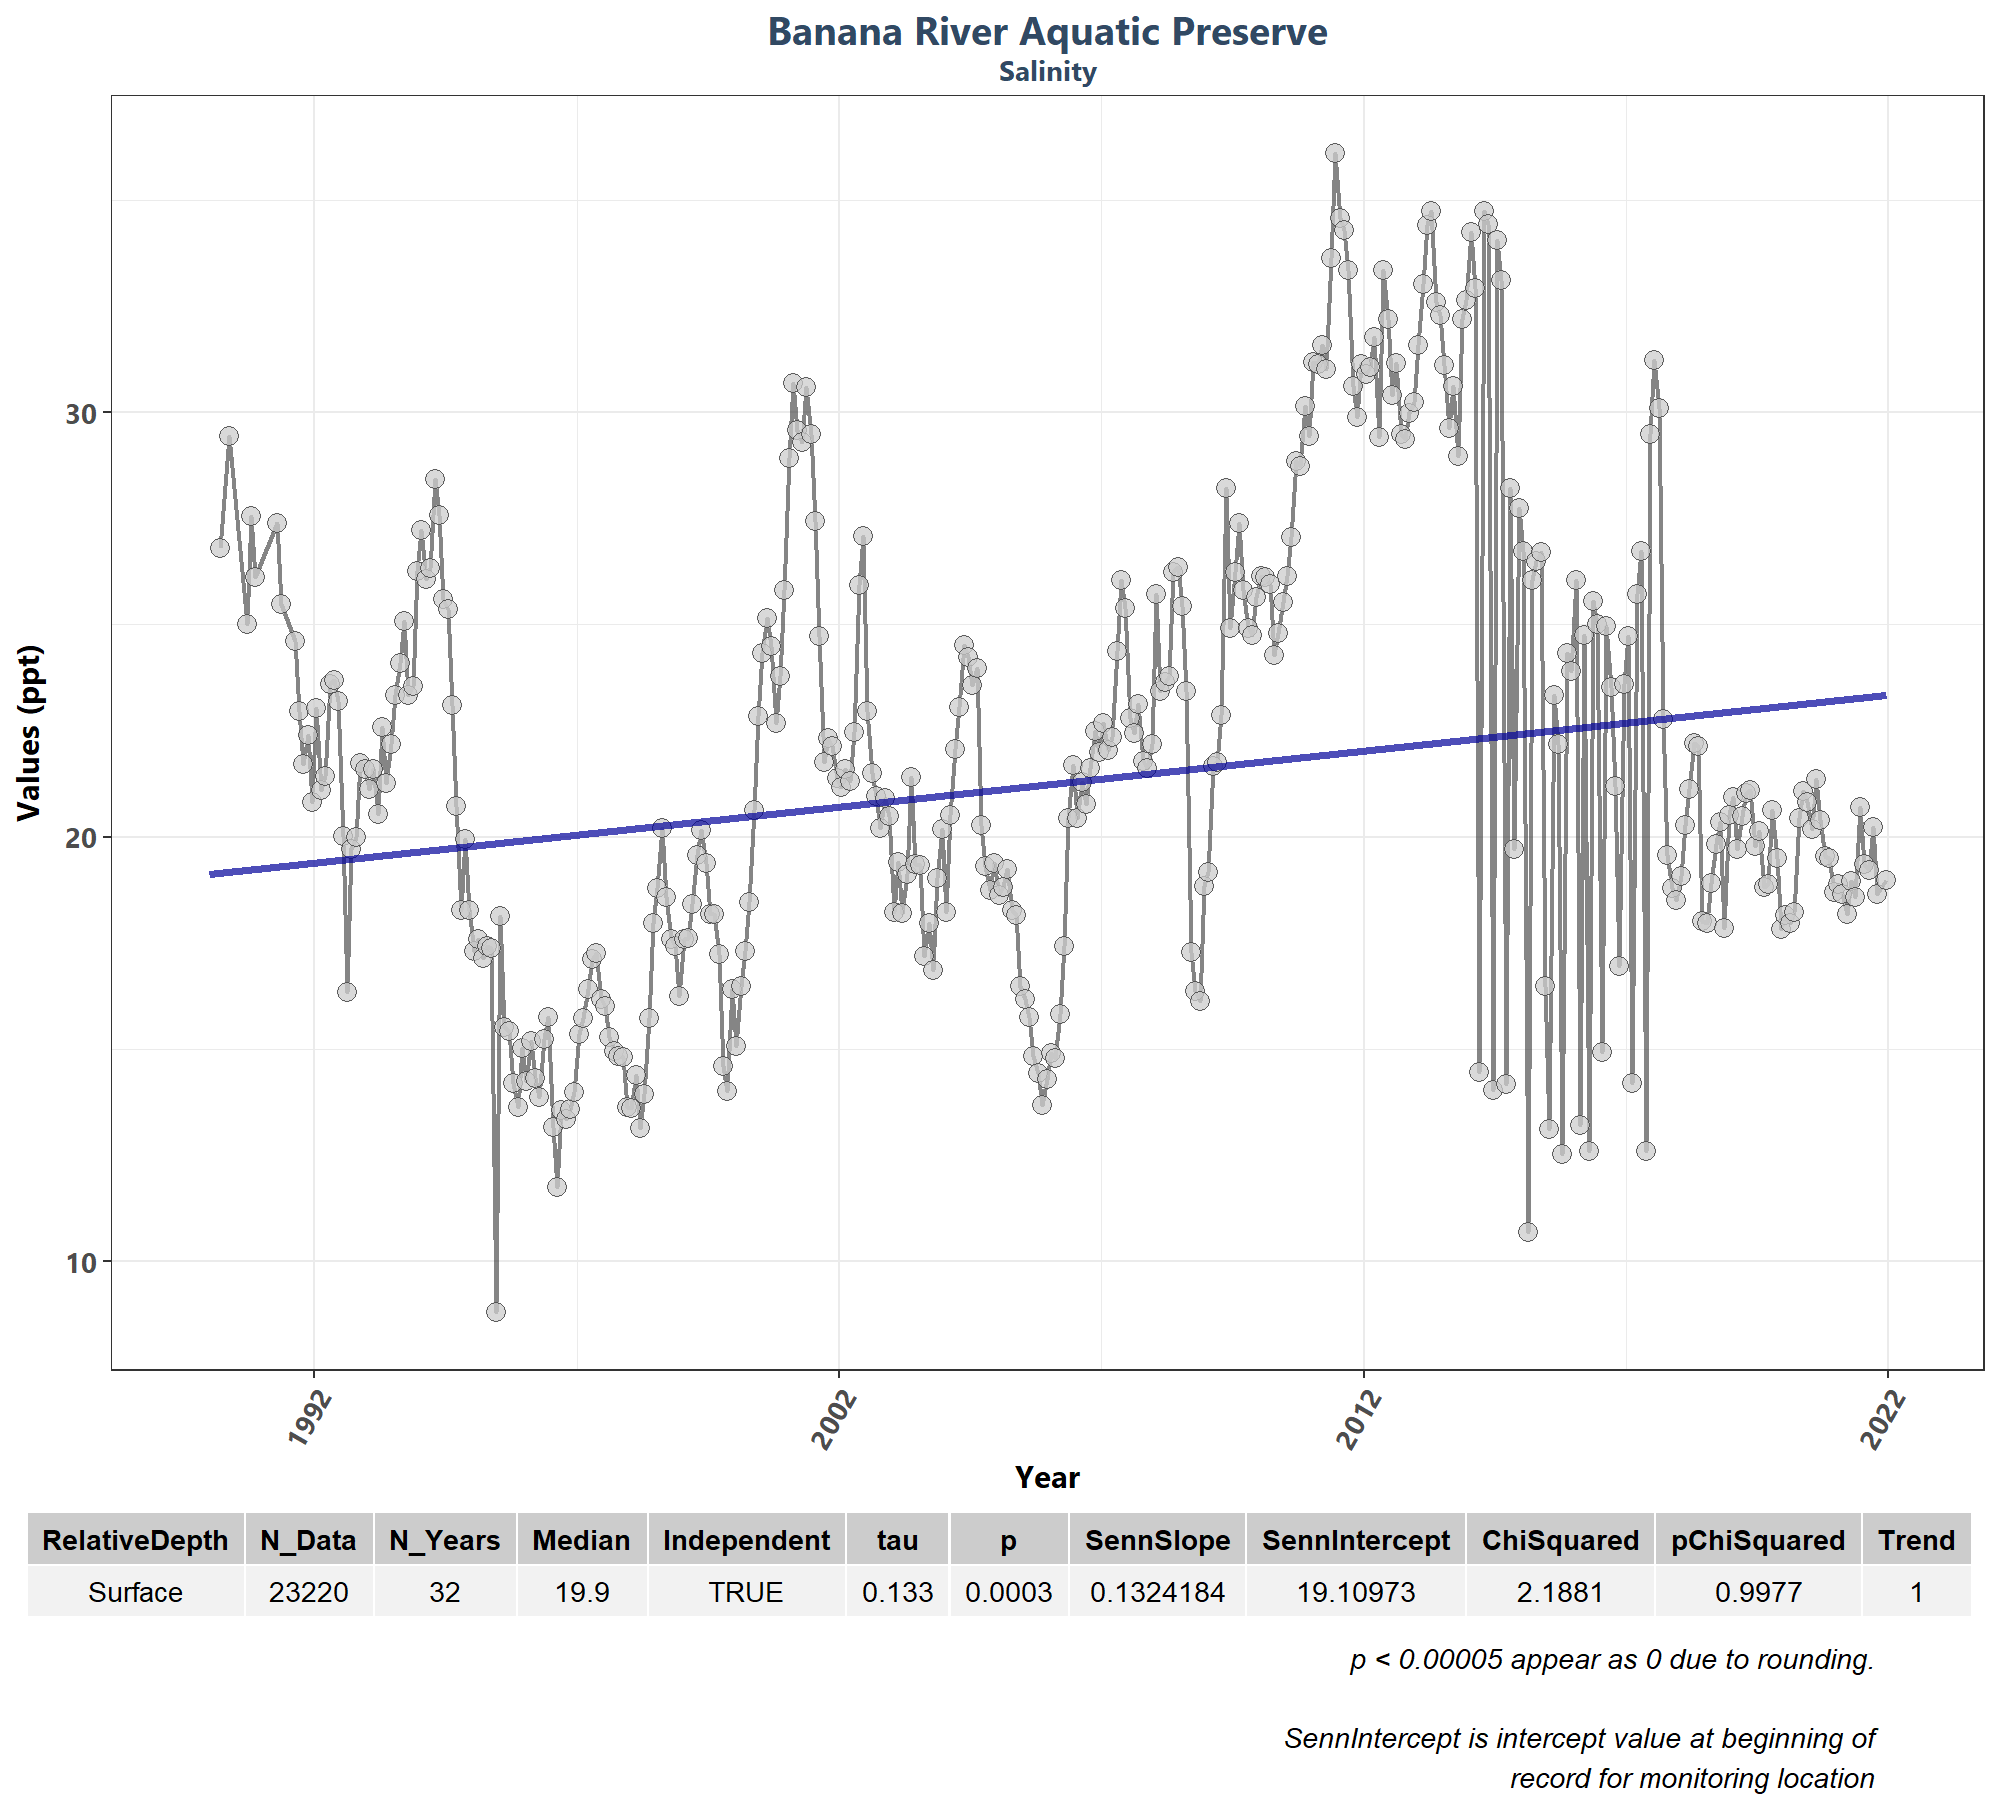 Banana River Aquatic Preserve
Salinity
Values (ppt)
30
20
10
1992 2002 2012 2022
Year
RelativeDepth N_Data N_Years Median Independent tau p SennSlope SennIntercept ChiSquared pChiSquared Trend
Surface 23220 32 19.9 TRUE 0.133 0.0003 0.1324184 19.10973 2.1881 0.9977 1
p < 0.00005 appear as 0 due to rounding.
SennIntercept is intercept value at beginning of
record for monitoring location